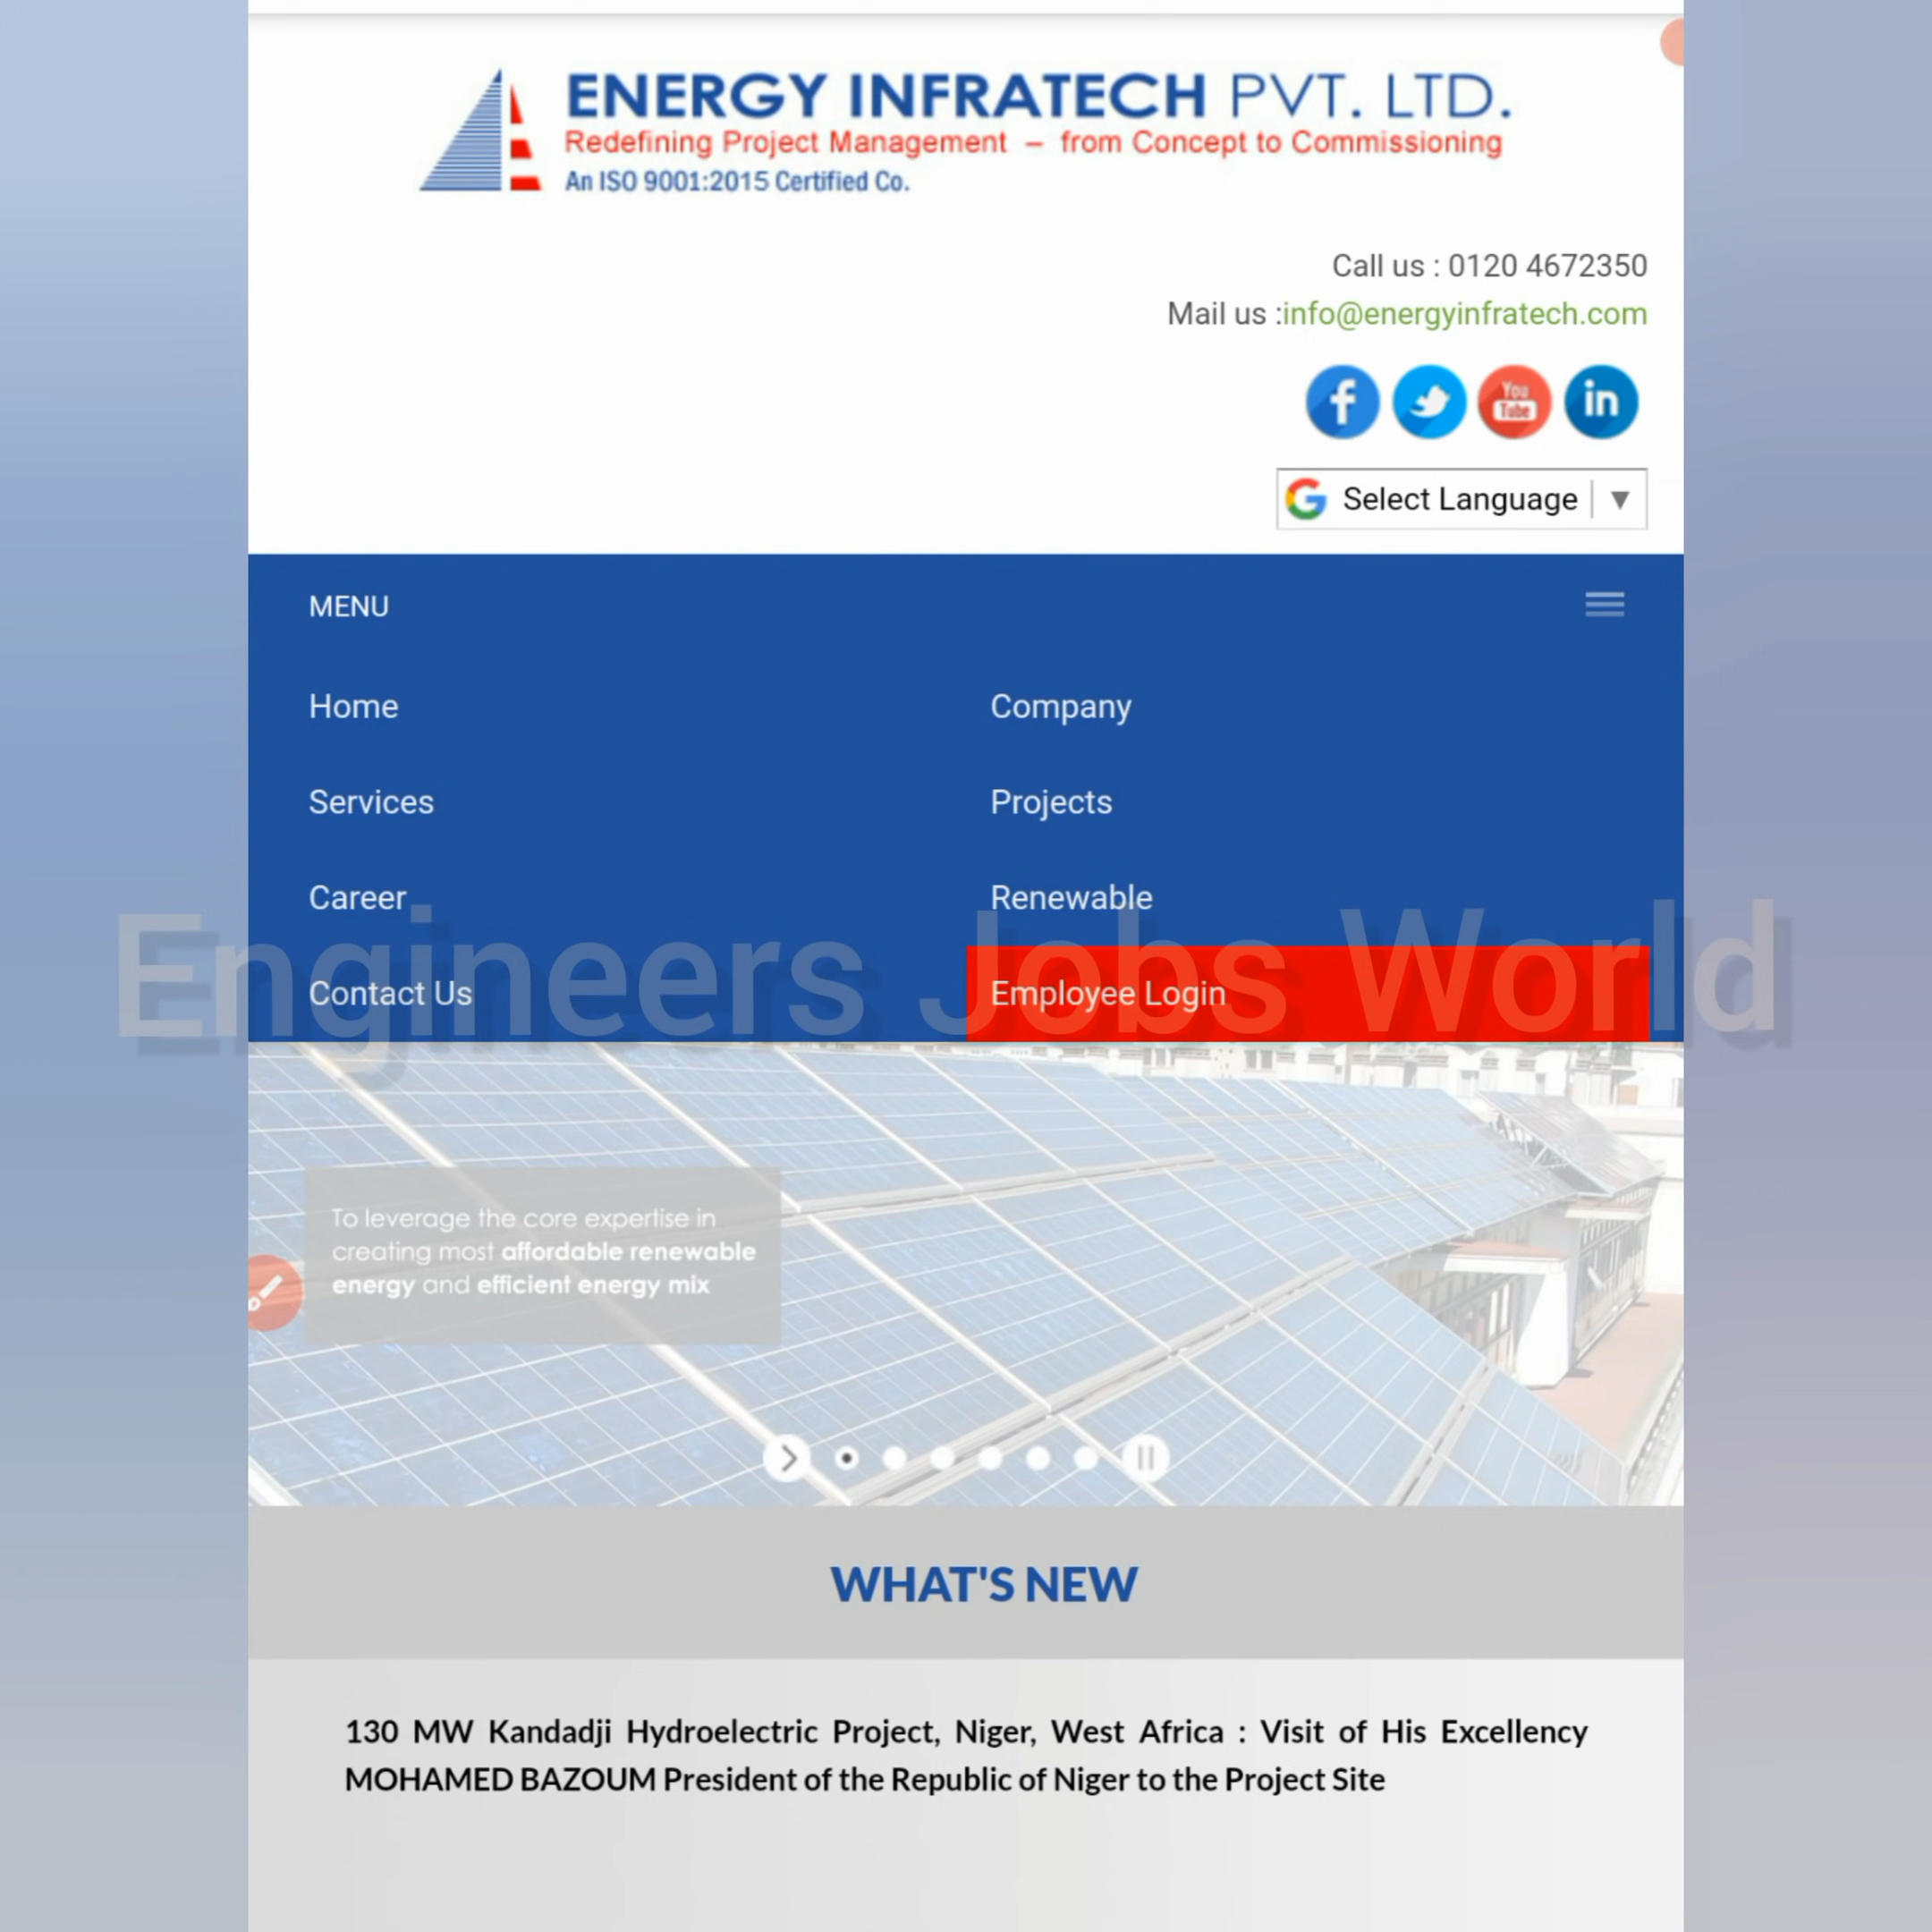 ENERGY INFRATECH PVT. LTD.
Redefining Project Management – from Concept to Commissioning
An ISO 9001:2015 Certified Co.
Call us : 0120 4672350
Mail us :info@energyinfratech.com
f
You
Tube
in
G Select Language ▼
MENU
Home
Company
Services
Projects
Career
Renewable
Contact Us
Employee Login
Engineers Jobs World
To leverage the core expertise in
creating most affordable renewable
energy and efficient energy mix
WHAT'S NEW
130 MW Kandadji Hydroelectric Project, Niger, West Africa : Visit of His Excellency
MOHAMED BAZOUM President of the Republic of Niger to the Project Site